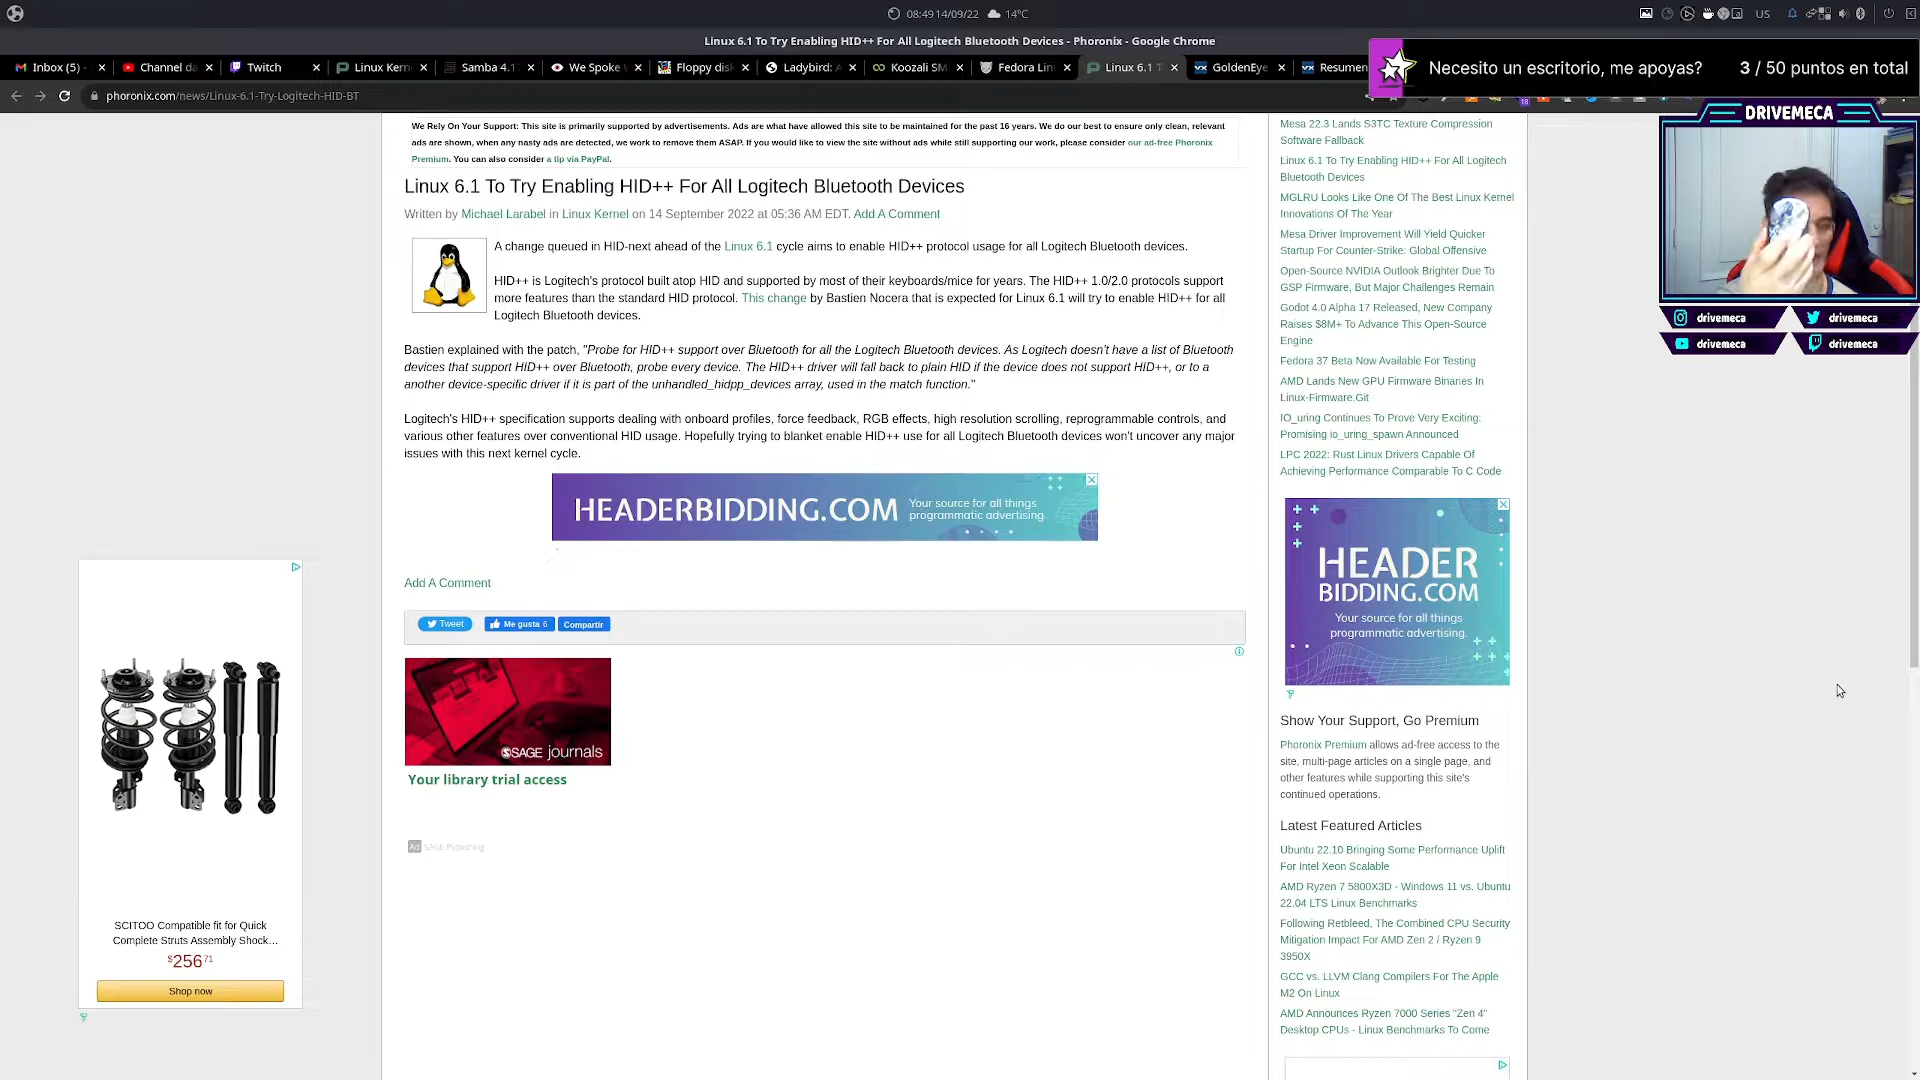 08:49 14/09/22 14°C
US
Linux 6.1 To Try Enabling HID++ For All Logitech Bluetooth Devices - Phoronix - Google Chrome
Inbox (5)
Channel da
Twitch
Linux Kern
Samba 4.1
We Spoke
Floppy dis
Ladybird: A
Koozali SM
Fedora Lin
Linux 6.1 T
GoldenEye
Resumen
Necesito un escritorio, me apoyas? 3 / 50 puntos en total
phoronix.com/news/Linux-6.1-Try-Logitech-HID-BT
DRIVEMECA
drivemeca
drivemeca
drivemeca
drivemeca
We Rely On Your Support: This site is primarily supported by advertisements. Ads are what have allowed this site to be maintained for the past 16 years. We do our best to ensure only clean, relevant
ads are shown, when any nasty ads are detected, we work to remove them ASAP. If you would like to view the site without ads while still supporting our work, please consider our ad-free Phoronix
Premium. You can also consider a tip via PayPal.
Linux 6.1 To Try Enabling HID++ For All Logitech Bluetooth Devices
Written by Michael Larabel in Linux Kernel on 14 September 2022 at 05:36 AM EDT. Add A Comment
A change queued in HID-next ahead of the Linux 6.1 cycle aims to enable HID++ protocol usage for all Logitech Bluetooth devices.
HID++ is Logitech's protocol built atop HID and supported by most of their keyboards/mice for years. The HID++ 1.0/2.0 protocols support
more features than the standard HID protocol. This change by Bastien Nocera that is expected for Linux 6.1 will try to enable HID++ for all
Logitech Bluetooth devices.
Bastien explained with the patch, "Probe for HID++ support over Bluetooth for all the Logitech Bluetooth devices. As Logitech doesn't have a list of Bluetooth
devices that support HID++ over Bluetooth, probe every device. The HID++ driver will fall back to plain HID if the device does not support HID++, or to a
another device-specific driver if it is part of the unhandled_hidpp_devices array, used in the match function."
Logitech's HID++ specification supports dealing with onboard profiles, force feedback, RGB effects, high resolution scrolling, reprogrammable controls, and
various other features over conventional HID usage. Hopefully trying to blanket enable HID++ use for all Logitech Bluetooth devices won't uncover any major
issues with this next kernel cycle.
HEADERBIDDING.COM
Your source for all things
programmatic advertising.
Add A Comment
Tweet
Me gusta 6
Compartir
SAGE journals
Your library trial access
Ad SAGE Publishing
SCITOO Compatible fit for Quick
Complete Struts Assembly Shock...
$256 71
Shop now
Mesa 22.3 Lands S3TC Texture Compression
Software Fallback
Linux 6.1 To Try Enabling HID++ For All Logitech
Bluetooth Devices
MGLRU Looks Like One Of The Best Linux Kernel
Innovations Of The Year
Mesa Driver Improvement Will Yield Quicker
Startup For Counter-Strike: Global Offensive
Open-Source NVIDIA Outlook Brighter Due To
GSP Firmware, But Major Challenges Remain
Godot 4.0 Alpha 17 Released, New Company
Raises $8M+ To Advance This Open-Source
Engine
Fedora 37 Beta Now Available For Testing
AMD Lands New GPU Firmware Binaries In
Linux-Firmware.Git
IO_uring Continues To Prove Very Exciting:
Promising io_uring_spawn Announced
LPC 2022: Rust Linux Drivers Capable Of
Achieving Performance Comparable To C Code
HEADER
BIDDING.COM
Your source for all things
programmatic advertising.
Show Your Support, Go Premium
Phoronix Premium allows ad-free access to the
site, multi-page articles on a single page, and
other features while supporting this site's
continued operations.
Latest Featured Articles
Ubuntu 22.10 Bringing Some Performance Uplift
For Intel Xeon Scalable
AMD Ryzen 7 5800X3D - Windows 11 vs. Ubuntu
22.04 LTS Linux Benchmarks
Following Retbleed, The Combined CPU Security
Mitigation Impact For AMD Zen 2 / Ryzen 9
3950X
GCC vs. LLVM Clang Compilers For The Apple
M2 On Linux
AMD Announces Ryzen 7000 Series "Zen 4"
Desktop CPUs - Linux Benchmarks To Come